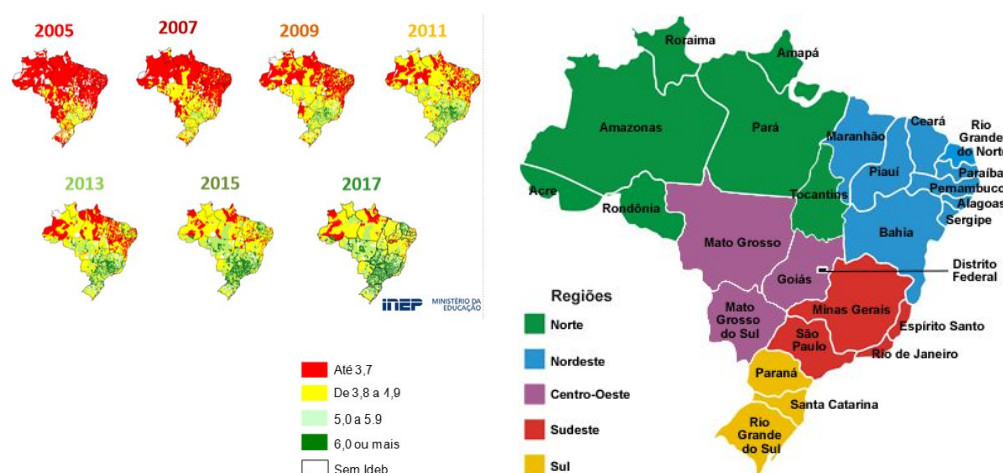 2005
2007
2009
2011
2013
2015
2017
INEP
MINISTÉRIO DA
EDUCAÇÃO
Até 3,7
De 3,8 a 4,9
5,0 a 5.9
6,0 ou mais
Sem Ideb
Roraima
Amapá
Amazonas
Pará
Maranhão
Ceará
Rio
Grande
do Norte
Piauí
Paraíba
Pernambuco
Alagoas
Sergipe
Acre
Rondônia
Tocantins
Bahia
Mato Grosso
Distrito
Federal
Goiás
Mato
Grosso
do Sul
Minas Gerais
Espírito Santo
São
Paulo
Rio de Janeiro
Paraná
Santa Catarina
Rio
Grande
do Sul
Regiões
Norte
Nordeste
Centro-Oeste
Sudeste
Sul